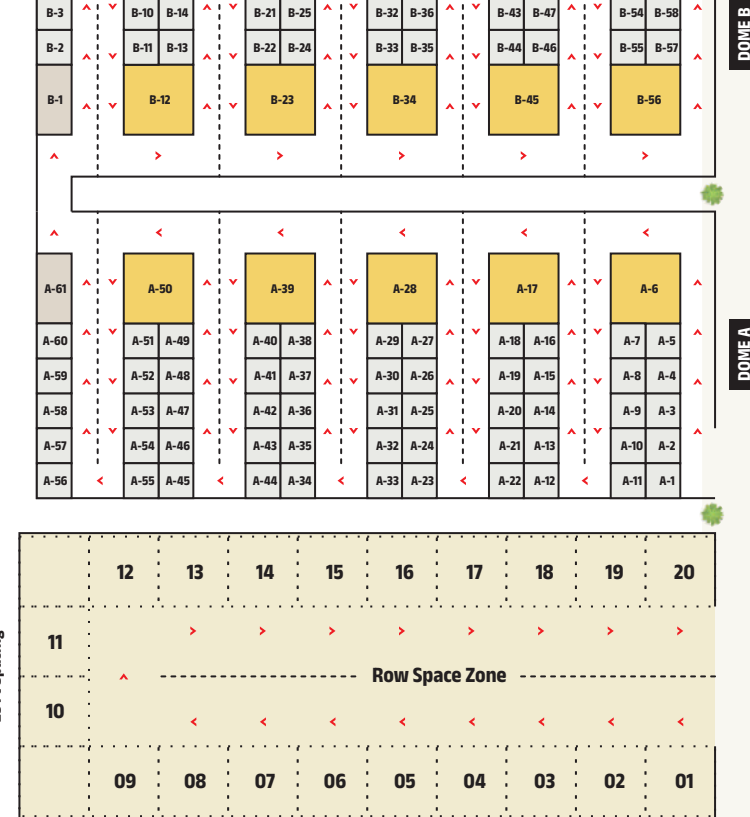 B-3 B-10 B-14 B-21 B-25 B-32 B-36 B-43 B-47 B-54 B-58
B-2 B-11 B-13 B-22 B-24 B-33 B-35 B-44 B-46 B-55 B-57
DOME B
B-1 B-12 B-23 B-34 B-45 B-56
A-61 A-50 A-39 A-28 A-17 A-6
A-60 A-51 A-49 A-40 A-38 A-29 A-27 A-18 A-16 A-7 A-5
DOME A
A-59 A-52 A-48 A-41 A-37 A-30 A-26 A-19 A-15 A-8 A-4
A-58 A-53 A-47 A-42 A-36 A-31 A-25 A-20 A-14 A-9 A-3
A-57 A-54 A-46 A-43 A-35 A-32 A-24 A-21 A-13 A-10 A-2
A-56 A-55 A-45 A-44 A-34 A-33 A-23 A-22 A-12 A-11 A-1
12 13 14 15 16 17 18 19 20
11
Row Space Zone
10
09 08 07 06 05 04 03 02 01